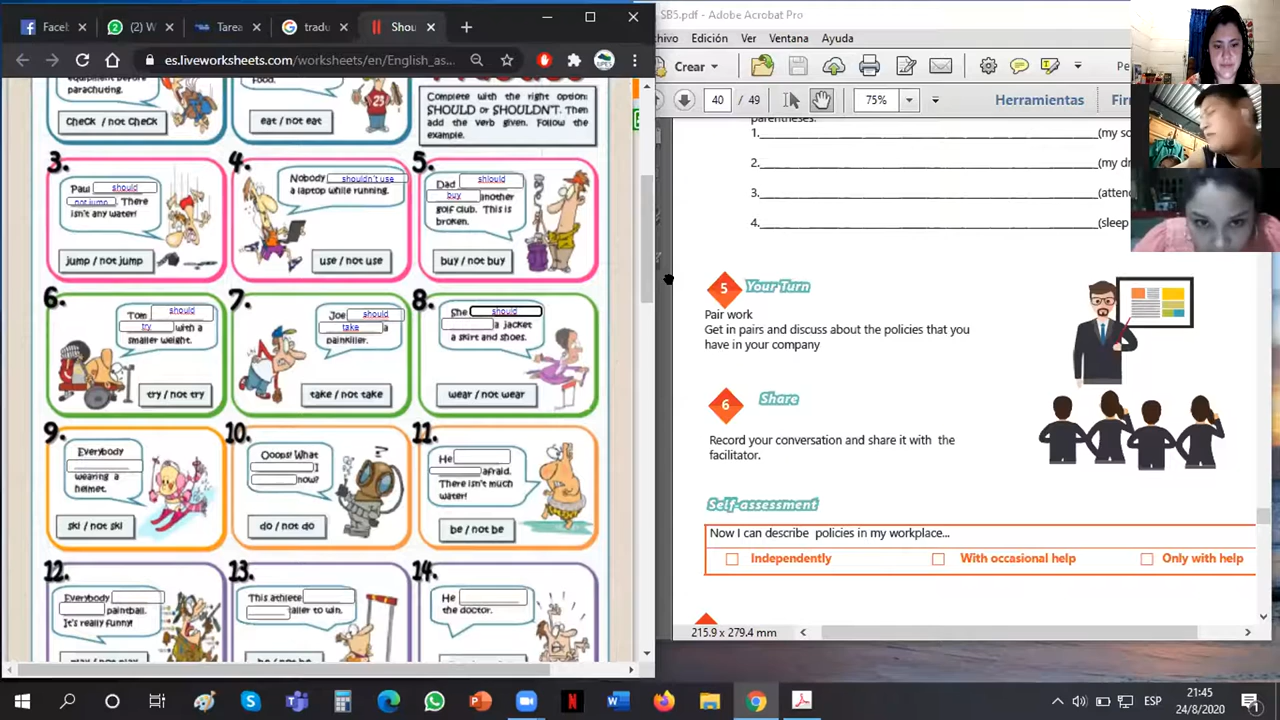 Face
(2) W
Tarea
tradu
Shou
es.liveworksheets.com/worksheets/en/English_as...
equipment before
parachuting.
check / not check
food.
23
eat / not eat
Complete with the right option:
SHOULD or SHOULDN'T. Then
add the verb given. Follow the
example.
3.
Paul should
not jump. There
isn't any water!
jump / not jump
4.
Nobody shouldn't use
a laptop while running.
use / not use
5.
Dad shlould
buy another
golf club. This is
broken.
buy / not buy
6.
Tom should
try with a
smaller weight.
try / not try
7.
Joe should
take a
painkiller.
take / not take
8.
She should
a jacket
a skirt and shoes.
wear / not wear
9.
Everybody
wearing a
helmet.
ski / not ski
10.
Ooops! What
I
now?
do / not do
11.
He
afraid.
There isn't much
water!
be / not be
12.
Everybody
paintball.
It's really funny!
13.
This athlete
taller to win.
14.
He
the doctor.
SB5.pdf - Adobe Acrobat Pro
hivo Edición Ver Ventana Ayuda
Crear
40 / 49
75%
Herramientas
Fir
parentheses.
1. (my so
2. (my dr
3. (attend
4. (sleep
5 Your Turn
Pair work
Get in pairs and discuss about the policies that you
have in your company
6 Share
Record your conversation and share it with the
facilitator.
Self-assessment
Now I can describe policies in my workplace...
Independently With occasional help Only with help
215.9 x 279.4 mm
ESP
21:45
24/8/2020